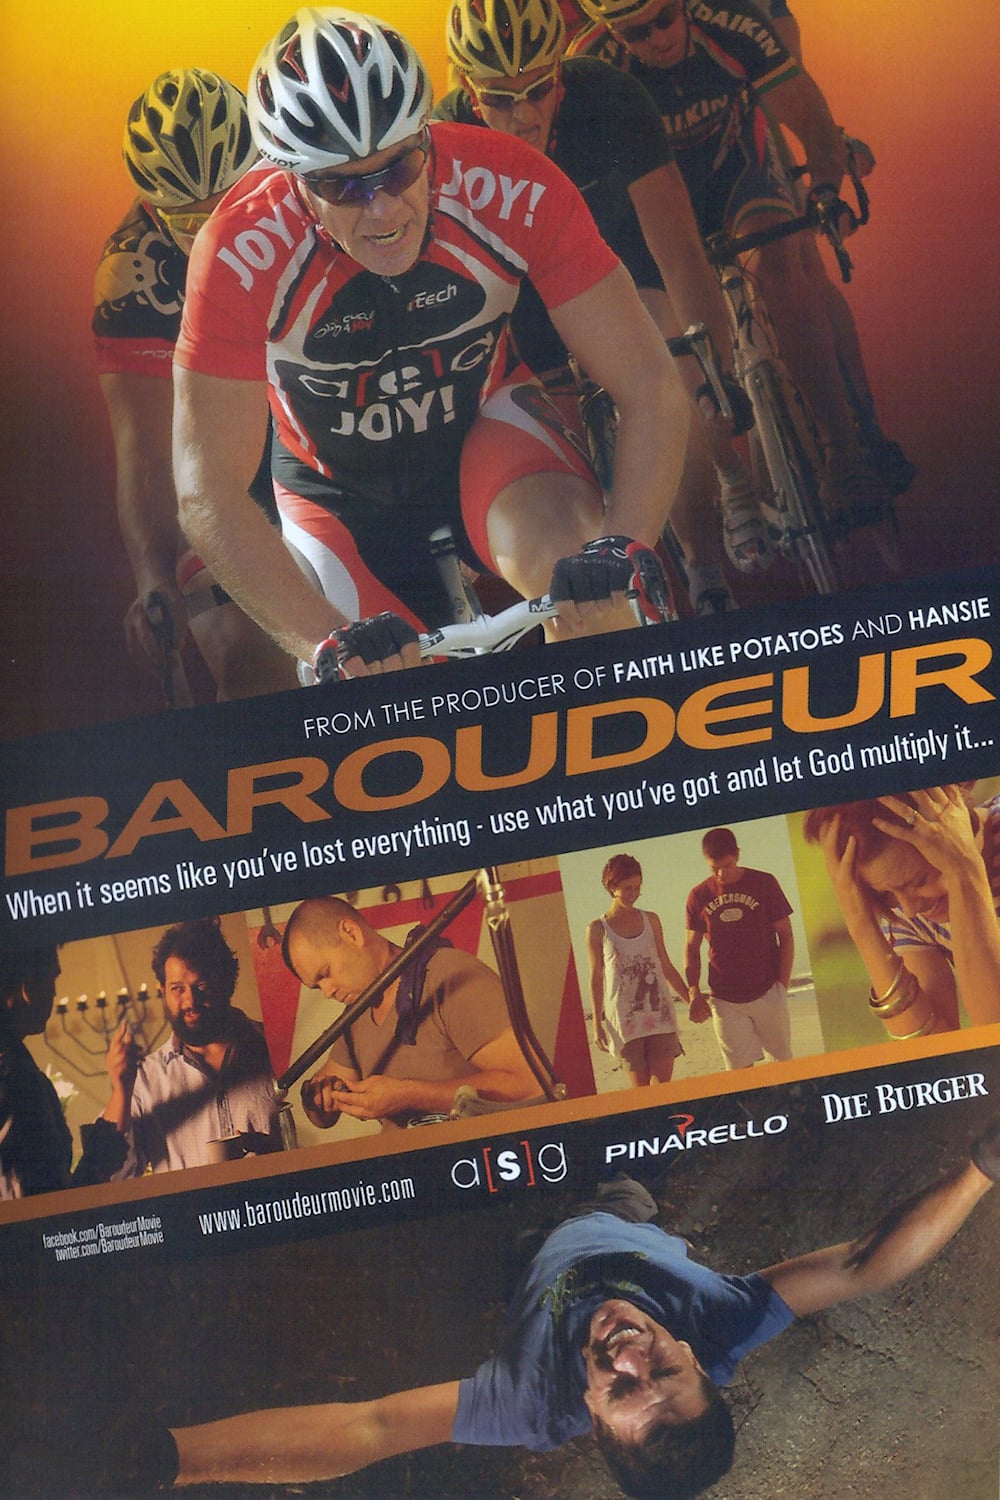 DAIKIN
RUDY
JOY!
JOY!
a[s]g
JOY!
FROM THE PRODUCER OF FAITH LIKE POTATOES AND HANSIE
BAROUDEUR
When it seems like you've lost everything - use what you've got and let God multiply it...
ABERCROMBIE
a[s]g
PINARELLO
DIE BURGER
www.baroudeurmovie.com
facebook.com/BaroudeurMovie
twitter.com/BaroudeurMovie